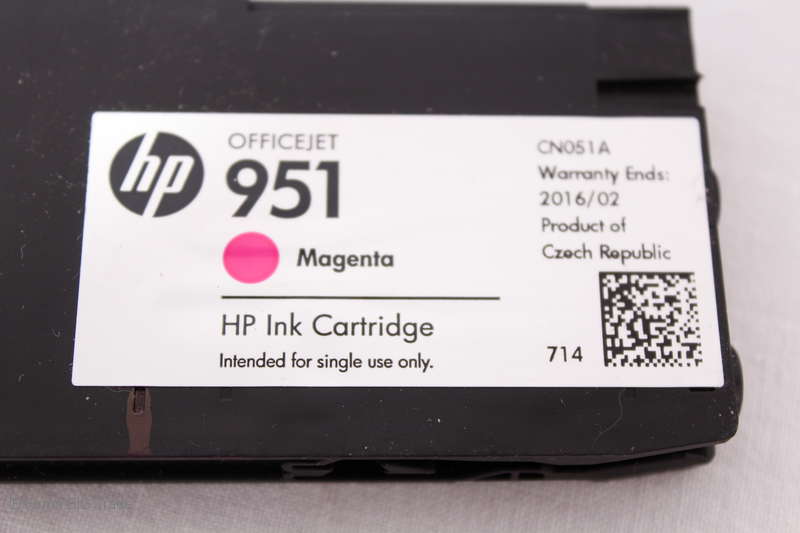 hp
OFFICEJET
951
Magenta
HP Ink Cartridge
Intended for single use only.
CN051A
Warranty Ends:
2016/02
Product of
Czech Republic
714